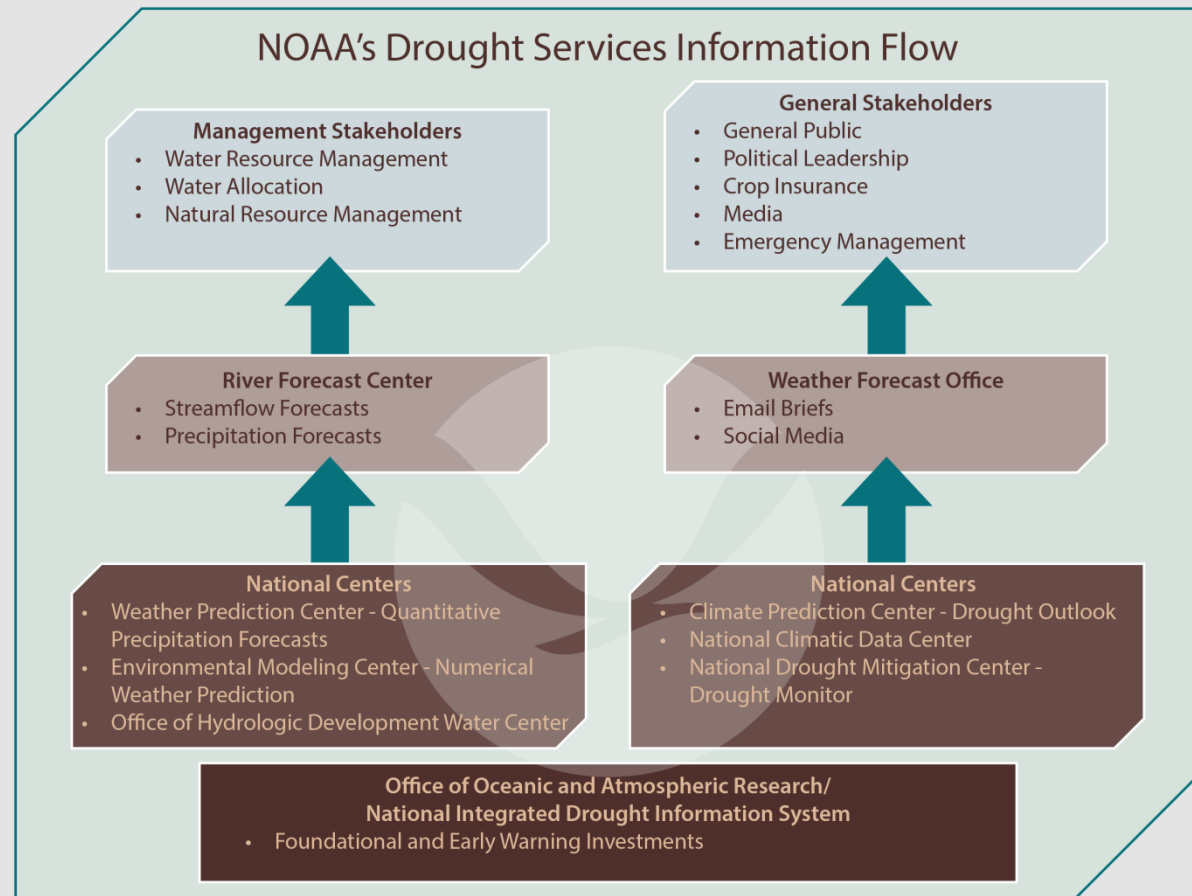 NOAA's Drought Services Information Flow
Management Stakeholders
• Water Resource Management
• Water Allocation
• Natural Resource Management
General Stakeholders
• General Public
• Political Leadership
• Crop Insurance
• Media
• Emergency Management
River Forecast Center
• Streamflow Forecasts
• Precipitation Forecasts
Weather Forecast Office
• Email Briefs
• Social Media
National Centers
• Weather Prediction Center - Quantitative
Precipitation Forecasts
• Environmental Modeling Center - Numerical
Weather Prediction
• Office of Hydrologic Development Water Center
National Centers
• Climate Prediction Center - Drought Outlook
• National Climatic Data Center
• National Drought Mitigation Center -
Drought Monitor
Office of Oceanic and Atmospheric Research/
National Integrated Drought Information System
• Foundational and Early Warning Investments